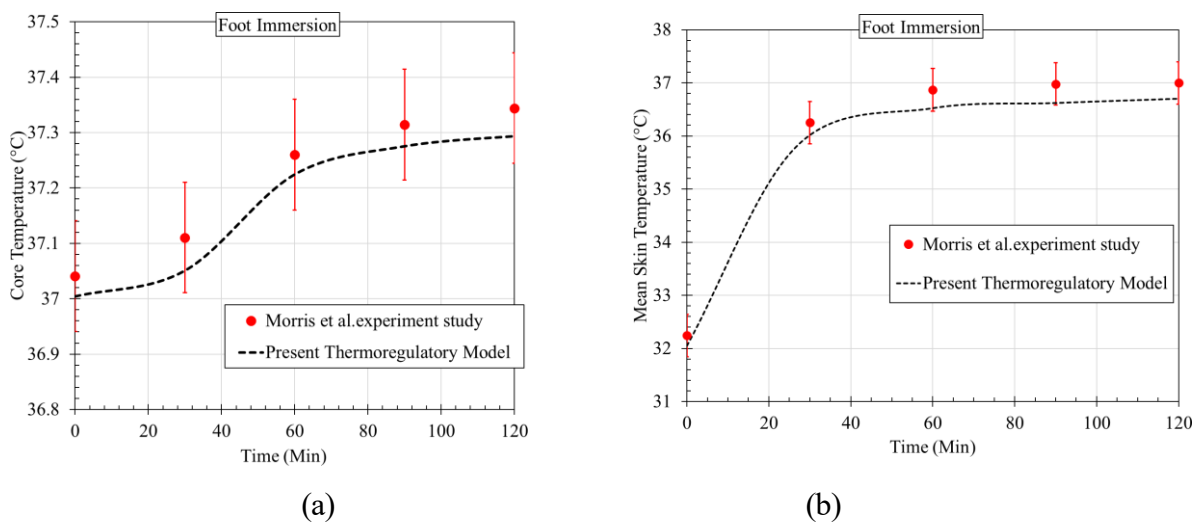 Foot Immersion
37.5
37.4
37.3
37.2
37.1
37
36.9
36.8
Core Temperature (°C)
Morris et al.experiment study
Present Thermoregulatory Model
0 20 40 60 80 100 120
Time (Min)
(a)
Foot Immersion
38
37
36
35
34
33
32
31
Mean Skin Temperature (°C)
Morris et al.experiment study
Present Thermoregulatory Model
0 20 40 60 80 100 120
Time (Min)
(b)